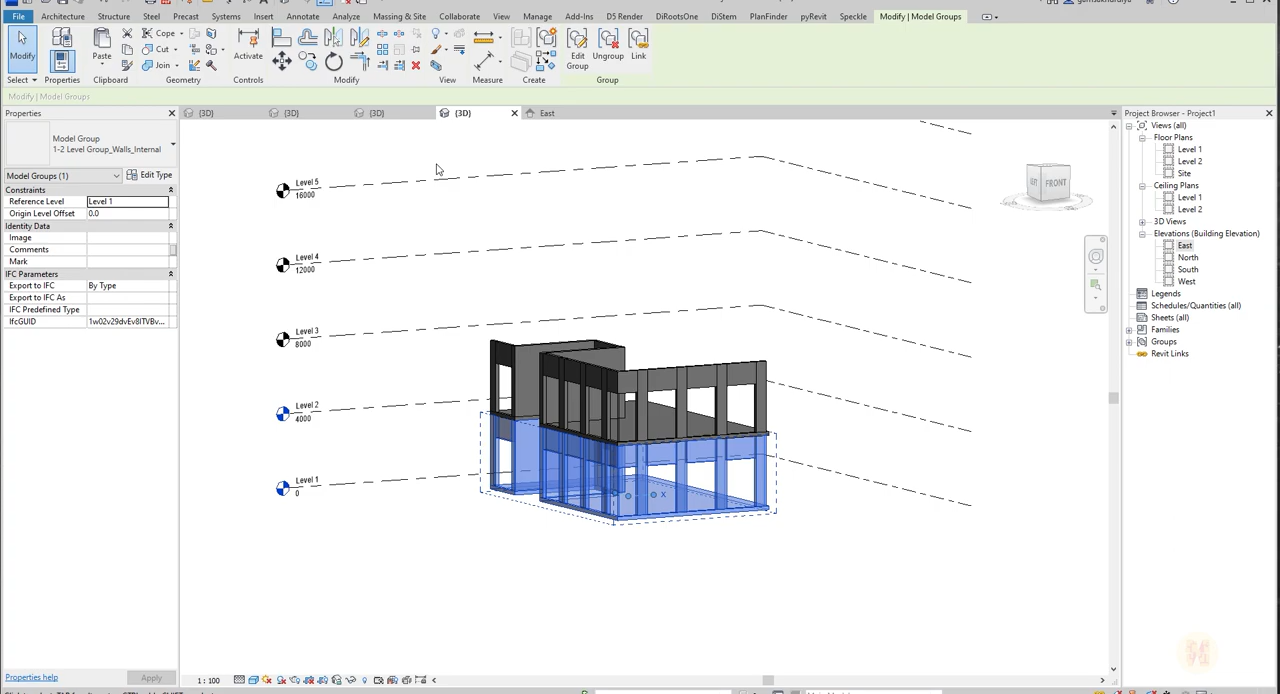 File Architecture Structure Steel Precast Systems Insert Annotate Analyze Massing & Site Collaborate View Manage Add-Ins D5 Render DiRootsOne DiStem PlanFinder pyRevit Speckle Modify | Model Groups
Modify Properties Paste Cope Cut Join Activate Edit Group Ungroup Link
Select Properties Clipboard Geometry Controls Modify View Measure Create Group
Modify | Model Groups
Properties
{3D} {3D} {3D} {3D} East
Project Browser - Project1
Model Group
1-2 Level Group_Walls_Internal
Model Groups (1) Edit Type
Constraints
Reference Level Level 1
Origin Level Offset 0.0
Identity Data
Image
Comments
Mark
IFC Parameters
Export to IFC By Type
Export to IFC As
IFC Predefined Type
IfcGUID
Properties help Apply
Level 5
16000
Level 4
12000
Level 3
8000
Level 2
4000
Level 1
0
X
LEFT FRONT
Views (all)
Floor Plans
Level 1
Level 2
Site
Ceiling Plans
Level 1
Level 2
3D Views
Elevations (Building Elevation)
East
North
South
West
Legends
Schedules/Quantities (all)
Sheets (all)
Families
Groups
Revit Links
1 : 100